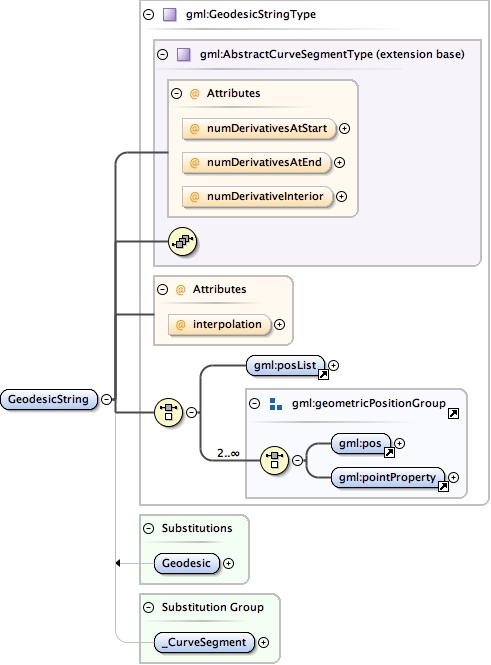 gml:GeodesicStringType
gml:AbstractCurveSegmentType (extension base)
@ Attributes
@ numDerivativesAtStart
@ numDerivativesAtEnd
@ numDerivativeInterior
@ Attributes
@ interpolation
gml:posList
GeodesicString
gml:geometricPositionGroup
2..∞
gml:pos
gml:pointProperty
Substitutions
Geodesic
Substitution Group
_CurveSegment